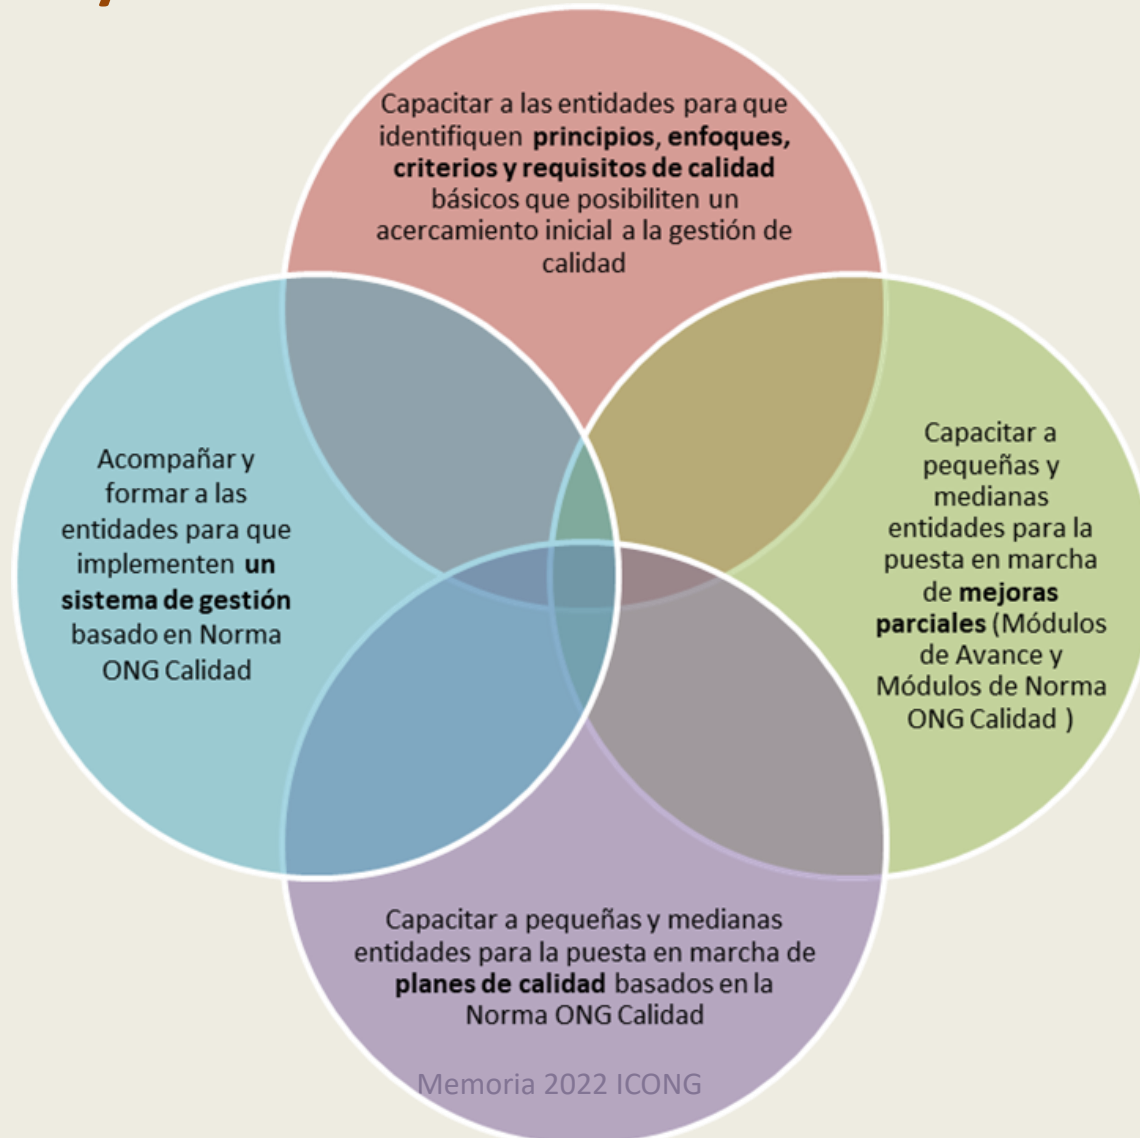 Capacitar a las entidades para que
identifiquen principios, enfoques,
criterios y requisitos de calidad
básicos que posibiliten un
acercamiento inicial a la gestión de
calidad
Acompañar y
formar a las
entidades para que
implementen un
sistema de gestión
basado en Norma
ONG Calidad
Capacitar a
pequeñas y
medianas
entidades para la
puesta en marcha
de mejoras
parciales (Módulos
de Avance y
Módulos de Norma
ONG Calidad )
Capacitar a pequeñas y medianas
entidades para la puesta en marcha de
planes de calidad basados en la
Norma ONG Calidad
Memoria 2022 ICONG